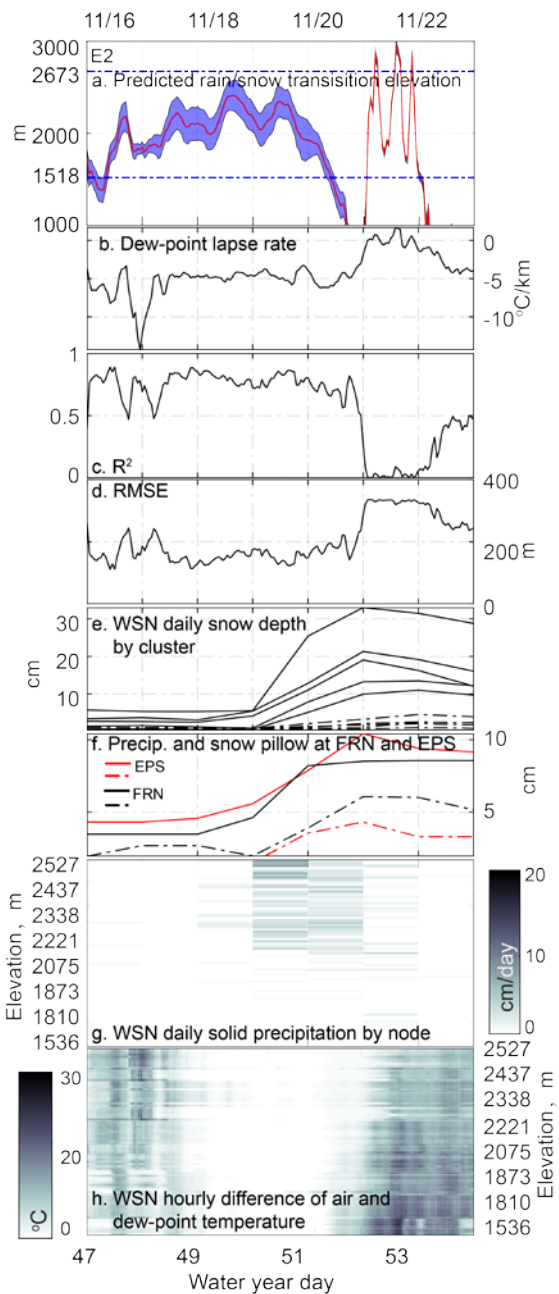 11/16 11/18 11/20 11/22
3000
E2
2673
a. Predicted rain/snow transisition elevation
m
2000
1518
1000
b. Dew-point lapse rate
0
-5
-10
°C/km
1
0.5
0
c. R²
d. RMSE
400
200
m
0
e. WSN daily snow depth
by cluster
30
20
10
cm
f. Precip. and snow pillow at FRN and EPS
EPS
FRN
10
5
cm
2527
2437
2338
2221
2075
1873
1810
1536
Elevation, m
g. WSN daily solid precipitation by node
20
10
0
cm/day
30
20
10
0
°C
h. WSN hourly difference of air and
dew-point temperature
2527
2437
2338
2221
2075
1873
1810
1536
Elevation, m
47 49 51 53
Water year day